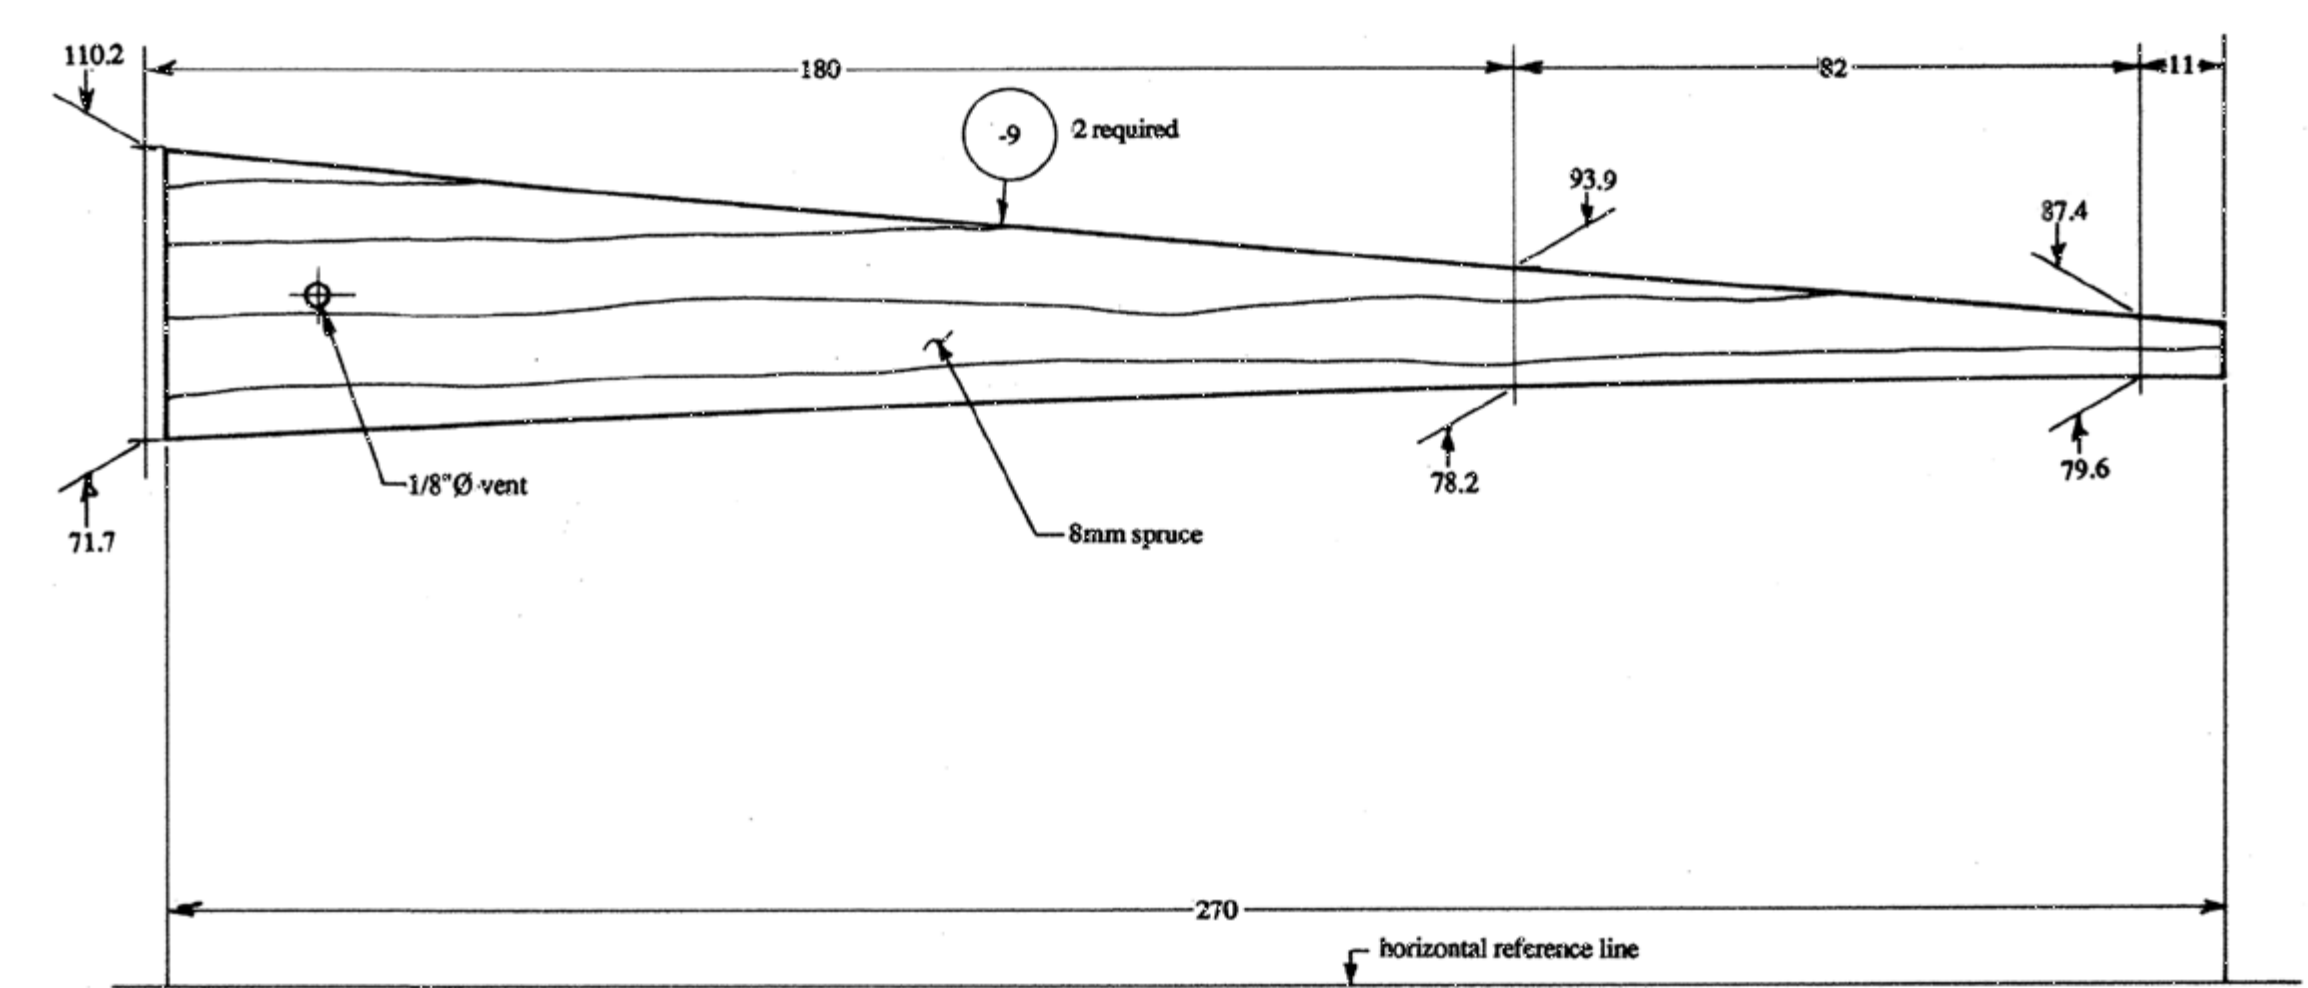 110.2
180
82
11
-9
2 required
93.9
87.4
1/8"Ø vent
78.2
79.6
71.7
8mm spruce
270
horizontal reference line